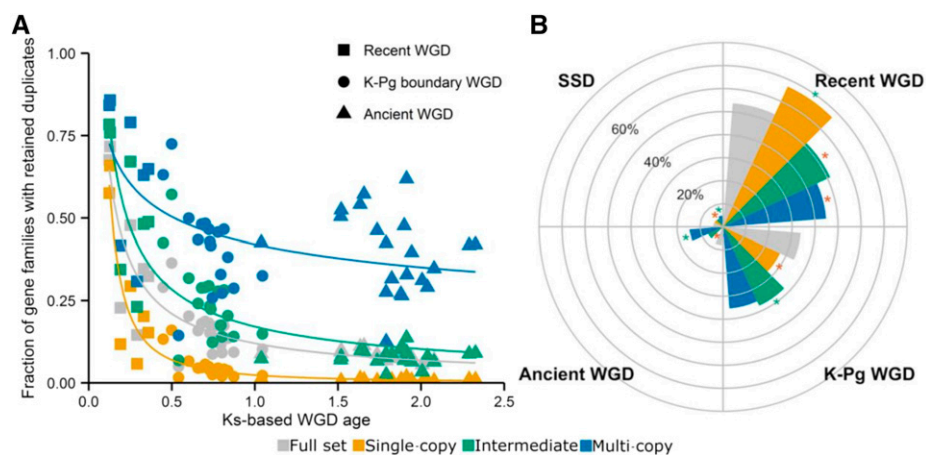 A
Fraction of gene families with retained duplicates
1.00
0.75
0.50
0.25
0.00
0.0 0.5 1.0 1.5 2.0 2.5
Ks-based WGD age
Recent WGD
K-Pg boundary WGD
Ancient WGD
B
SSD
Recent WGD
60%
40%
20%
Ancient WGD
K-Pg WGD
Full set Single-copy Intermediate Multi-copy